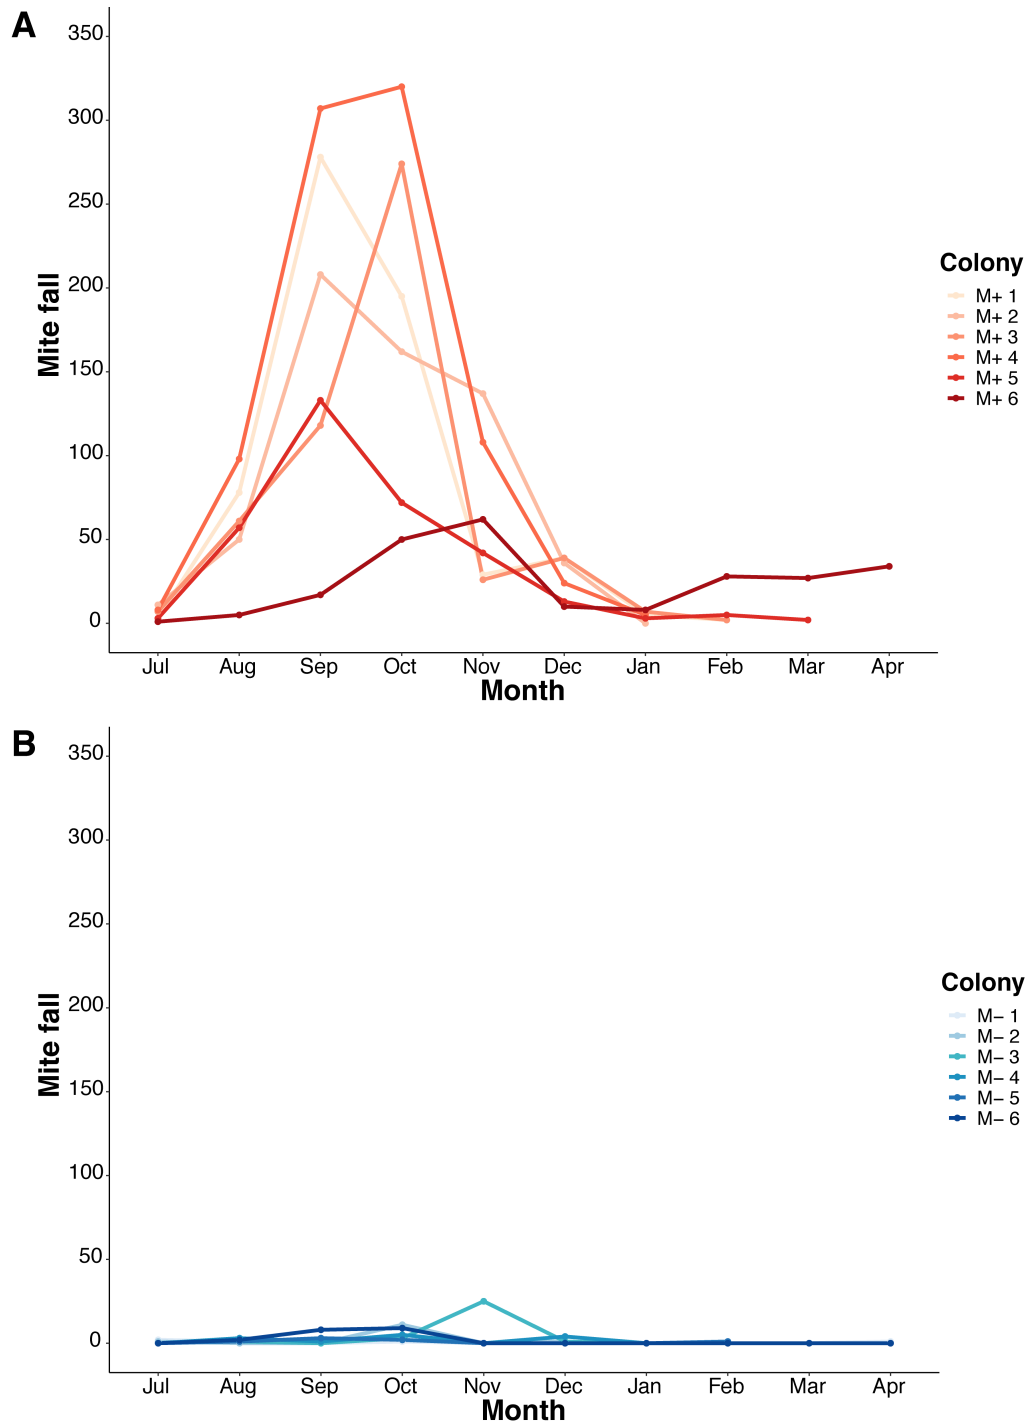 A
350
300
250
200
150
100
50
0
Mite fall
Jul Aug Sep Oct Nov Dec Jan Feb Mar Apr
Month
Colony
M+ 1
M+ 2
M+ 3
M+ 4
M+ 5
M+ 6
B
350
300
250
200
150
100
50
0
Mite fall
Jul Aug Sep Oct Nov Dec Jan Feb Mar Apr
Month
Colony
M− 1
M− 2
M− 3
M− 4
M− 5
M− 6